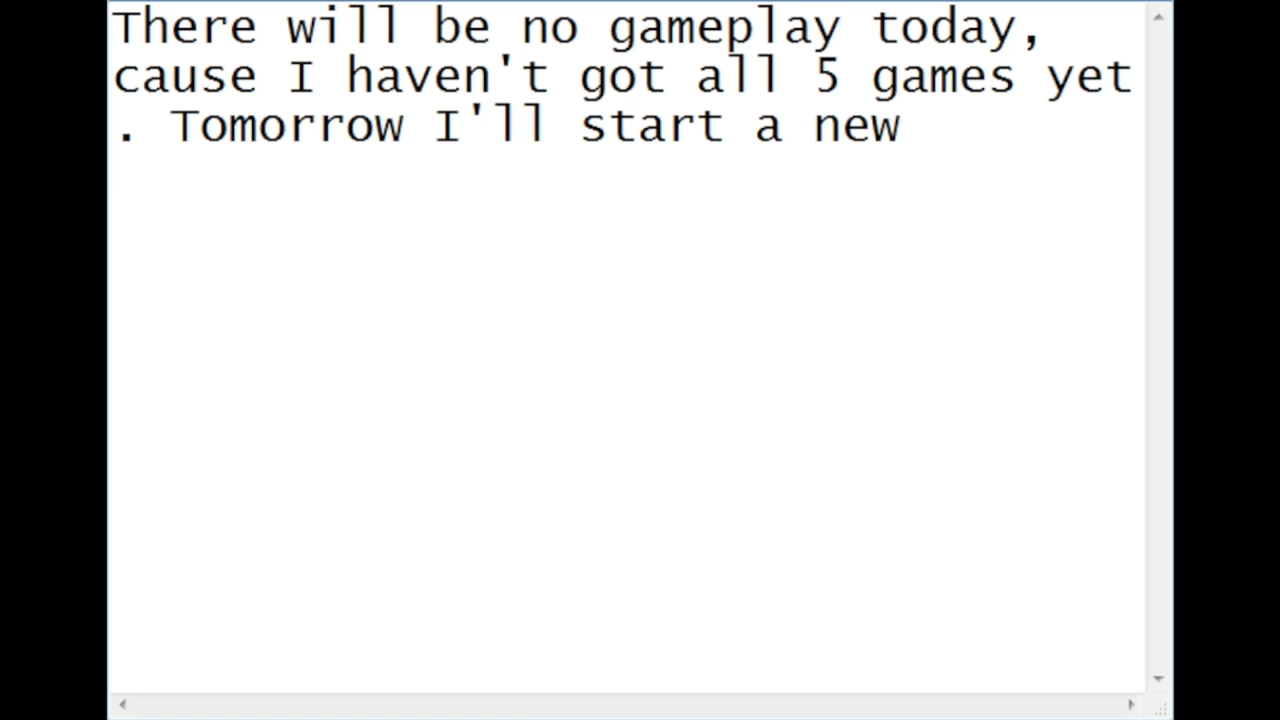 There will be no gameplay today,
cause I haven't got all 5 games yet
. Tomorrow I'll start a new